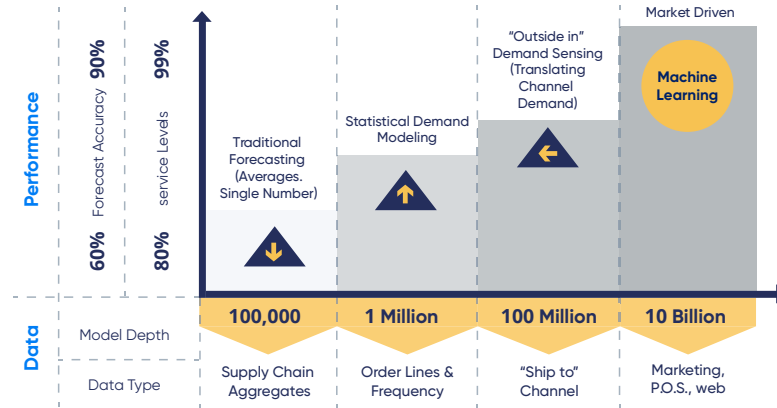 Market Driven
"Outside in"
Demand Sensing
(Translating
Channel
Demand)
Machine
Learning
Statistical Demand
Modeling
Traditional
Forecasting
(Averages.
Single Number)
Performance
60% Forecast Accuracy 90%
80% service Levels 99%
Data
Model Depth
100,000
1 Million
100 Million
10 Billion
Data Type
Supply Chain
Aggregates
Order Lines &
Frequency
"Ship to"
Channel
Marketing,
P.O.S., web